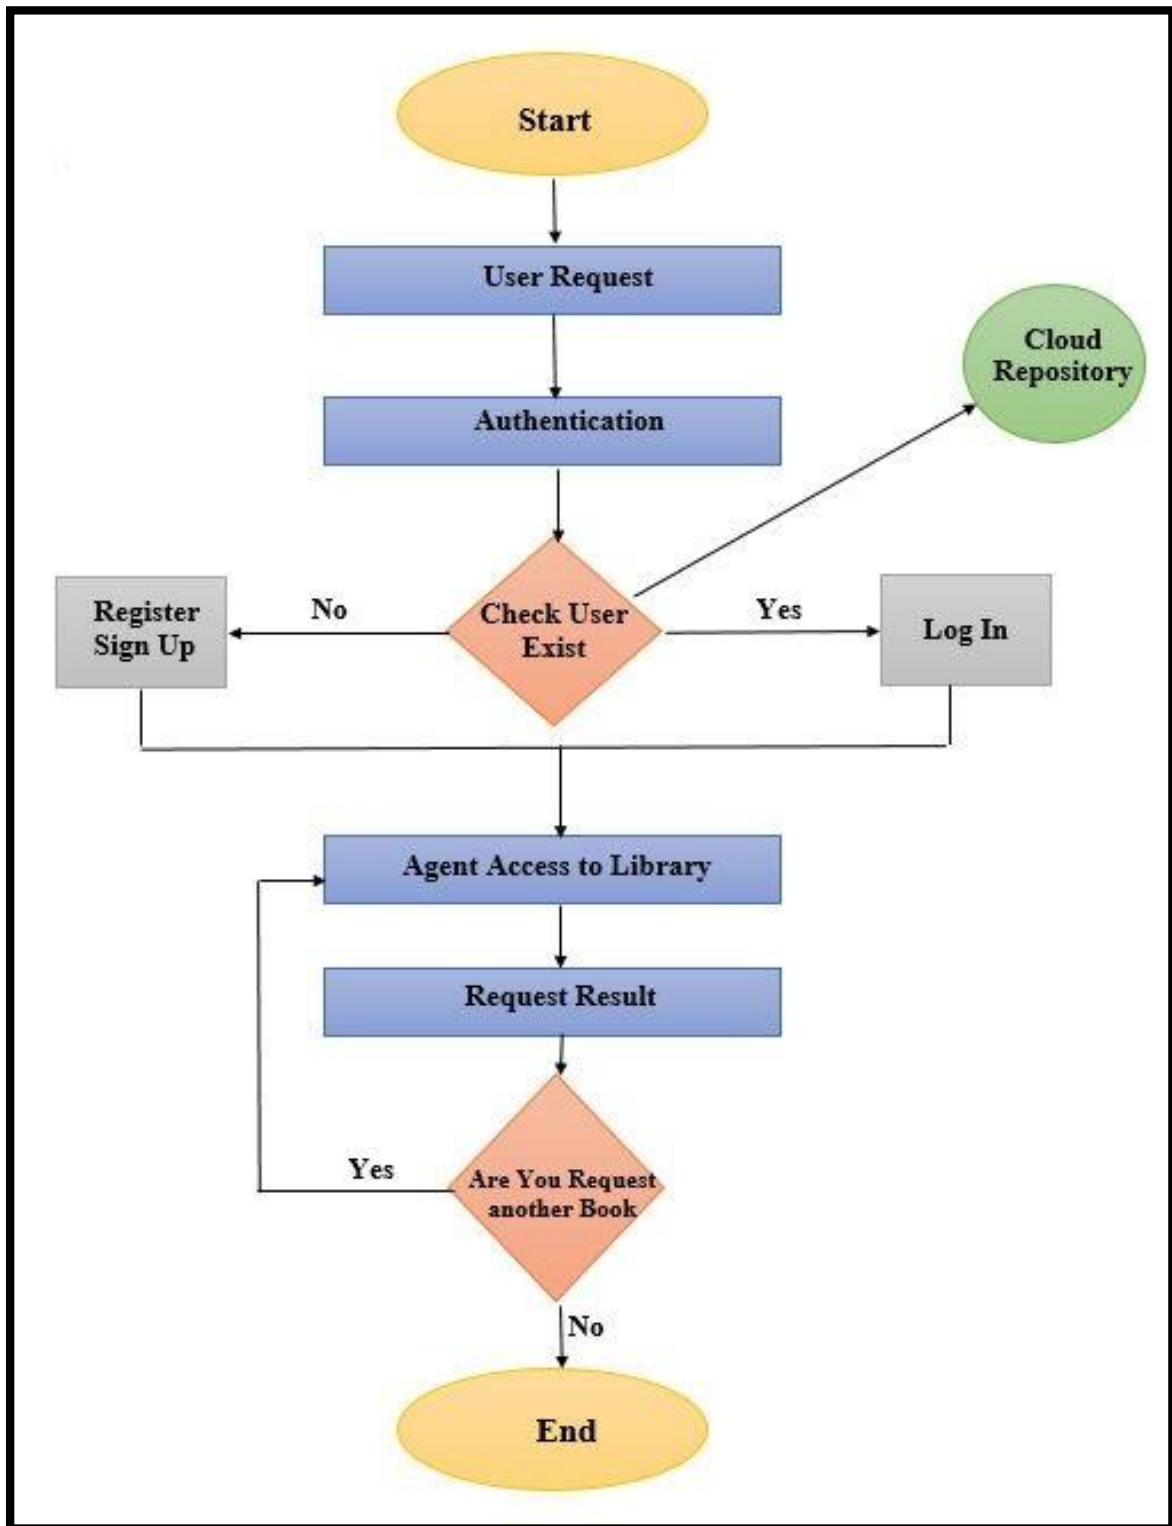 Start
User Request
Cloud
Repository
Authentication
No
Yes
Register
Sign Up
Check User
Exist
Log In
Agent Access to Library
Request Result
Yes
Are You Request
another Book
No
End